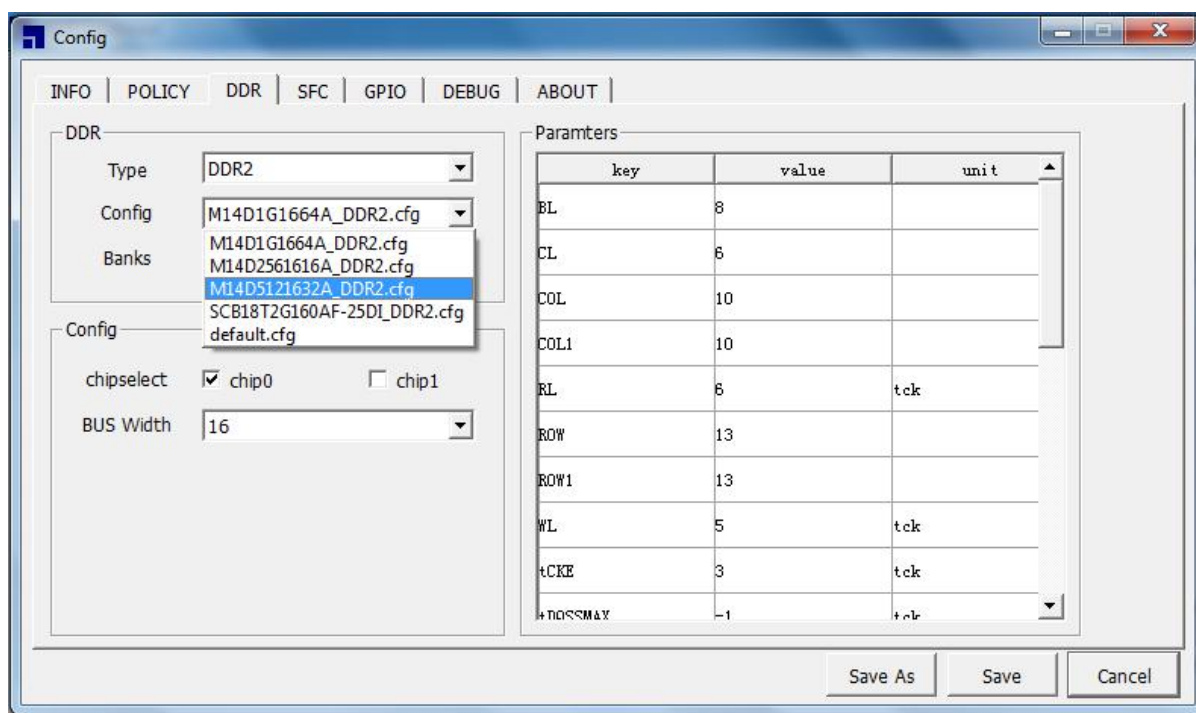 Config
INFO POLICY DDR SFC GPIO DEBUG ABOUT
DDR
Type DDR2
Config M14D1G1664A_DDR2.cfg
Banks
M14D1G1664A_DDR2.cfg
M14D2561616A_DDR2.cfg
M14D5121632A_DDR2.cfg
SCB18T2G160AF-25DI_DDR2.cfg
default.cfg
Config
chipselect chip0 chip1
BUS Width 16
Paramters
key value unit
BL 8
CL 6
COL 10
COL1 10
RL 6 tck
ROW 13
ROW1 13
WL 5 tck
tCKE 3 tck
tDQSSMAX -1 tck
Save As Save Cancel